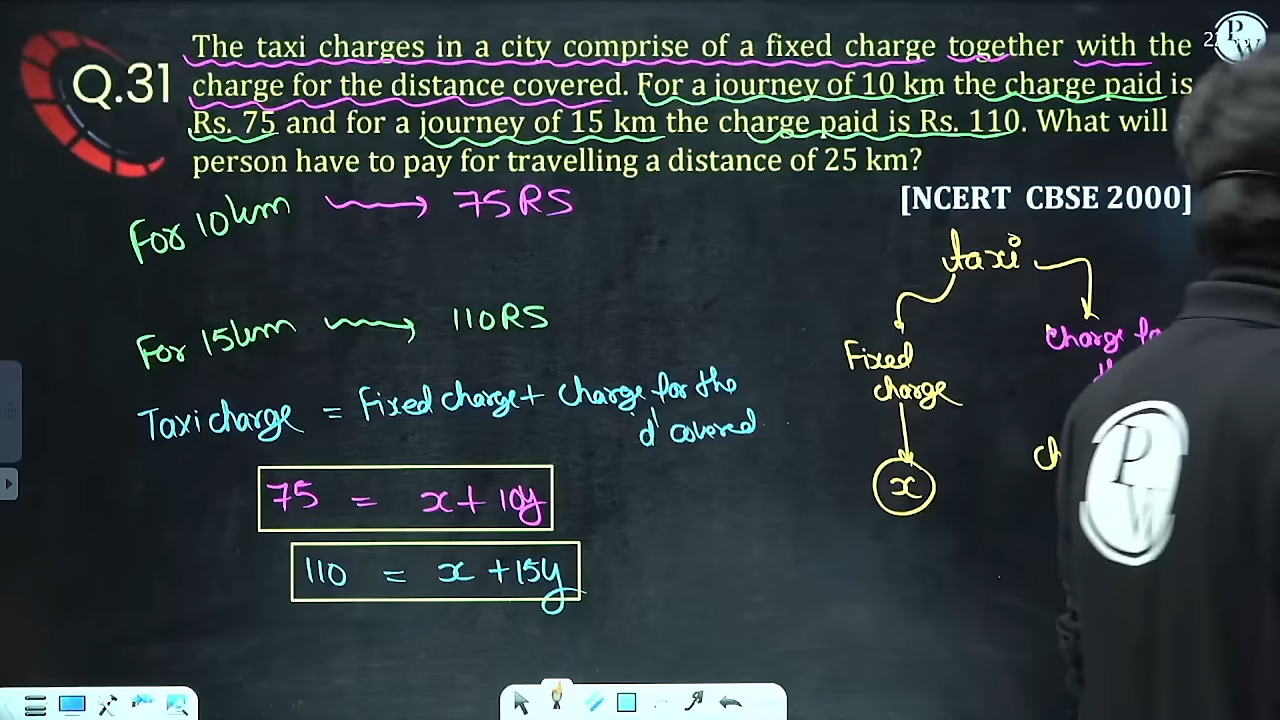 Q.31
The taxi charges in a city comprise of a fixed charge together with the
charge for the distance covered. For a journey of 10 km the charge paid is
Rs. 75 and for a journey of 15 km the charge paid is Rs. 110. What will
person have to pay for travelling a distance of 25 km?
[NCERT CBSE 2000]
PW
For 10km → 75RS
For 15km → 110RS
Taxi charge = Fixed charge + Charge for the
'd' covered
75 = x + 10y
110 = x + 15y
taxi
Fixed
charge
x
Charge
PW